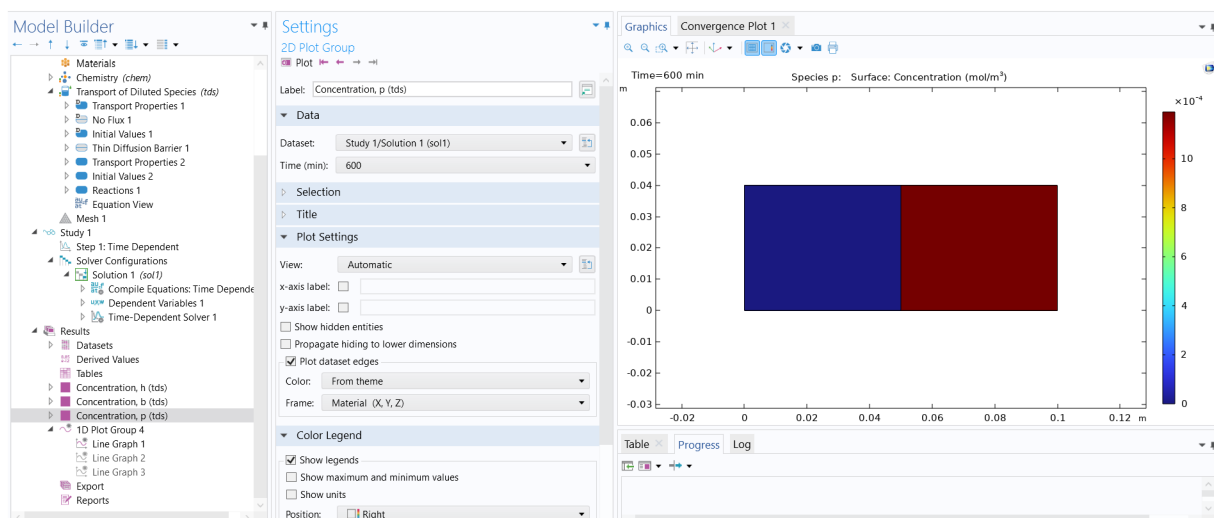 Model Builder
Materials
Chemistry (chem)
Transport of Diluted Species (tds)
Transport Properties 1
No Flux 1
Initial Values 1
Thin Diffusion Barrier 1
Transport Properties 2
Initial Values 2
Reactions 1
Equation View
Mesh 1
Study 1
Step 1: Time Dependent
Solver Configurations
Solution 1 (sol1)
Compile Equations: Time Depende
Dependent Variables 1
Time-Dependent Solver 1
Results
Datasets
Derived Values
Tables
Concentration, h (tds)
Concentration, b (tds)
Concentration, p (tds)
1D Plot Group 4
Line Graph 1
Line Graph 2
Line Graph 3
Export
Reports
Settings
2D Plot Group
Plot
Label: Concentration, p (tds)
Data
Dataset: Study 1/Solution 1 (sol1)
Time (min): 600
Selection
Title
Plot Settings
View: Automatic
x-axis label:
y-axis label:
Show hidden entities
Propagate hiding to lower dimensions
Plot dataset edges
Color: From theme
Frame: Material (X, Y, Z)
Color Legend
Show legends
Show maximum and minimum values
Show units
Position: Right
Graphics Convergence Plot 1
Time=600 min Species p: Surface: Concentration (mol/m³)
m
×10⁻⁴
0.06
0.05
0.04
0.03
0.02
0.01
0
-0.01
-0.02
-0.03
-0.02 0 0.02 0.04 0.06 0.08 0.1 0.12 m
10
8
6
4
2
0
Table Progress Log